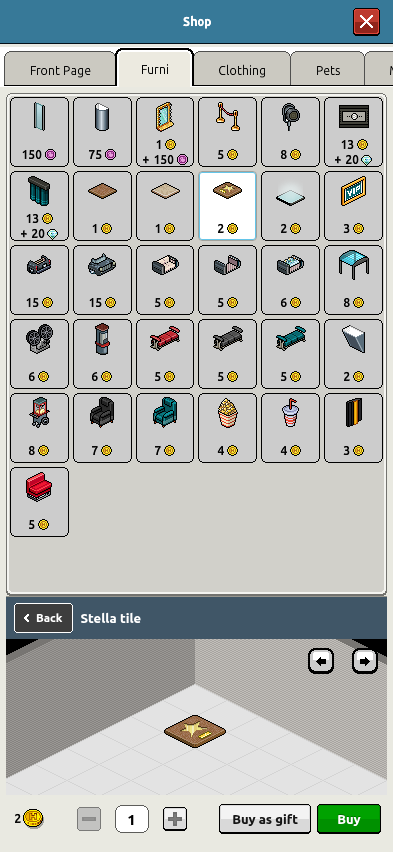 Shop
Front Page Furni Clothing Pets
150 75 1 5 8 13
+ 150 + 20
VIP
13 1 1 2 2 3
+ 20
15 15 5 5 6 8
6 6 5 5 5 2
8 7 7 4 4 3
5
Back Stella tile
2 1 Buy as gift Buy